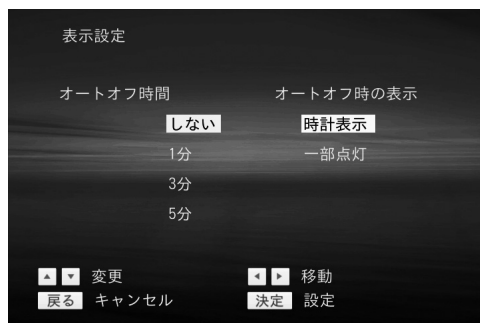 表示設定
オートオフ時間 オートオフ時の表示
しない 時計表示
1分 一部点灯
3分
5分
▲ ▼ 変更 ◀ ▶ 移動
戻る キャンセル 決定 設定